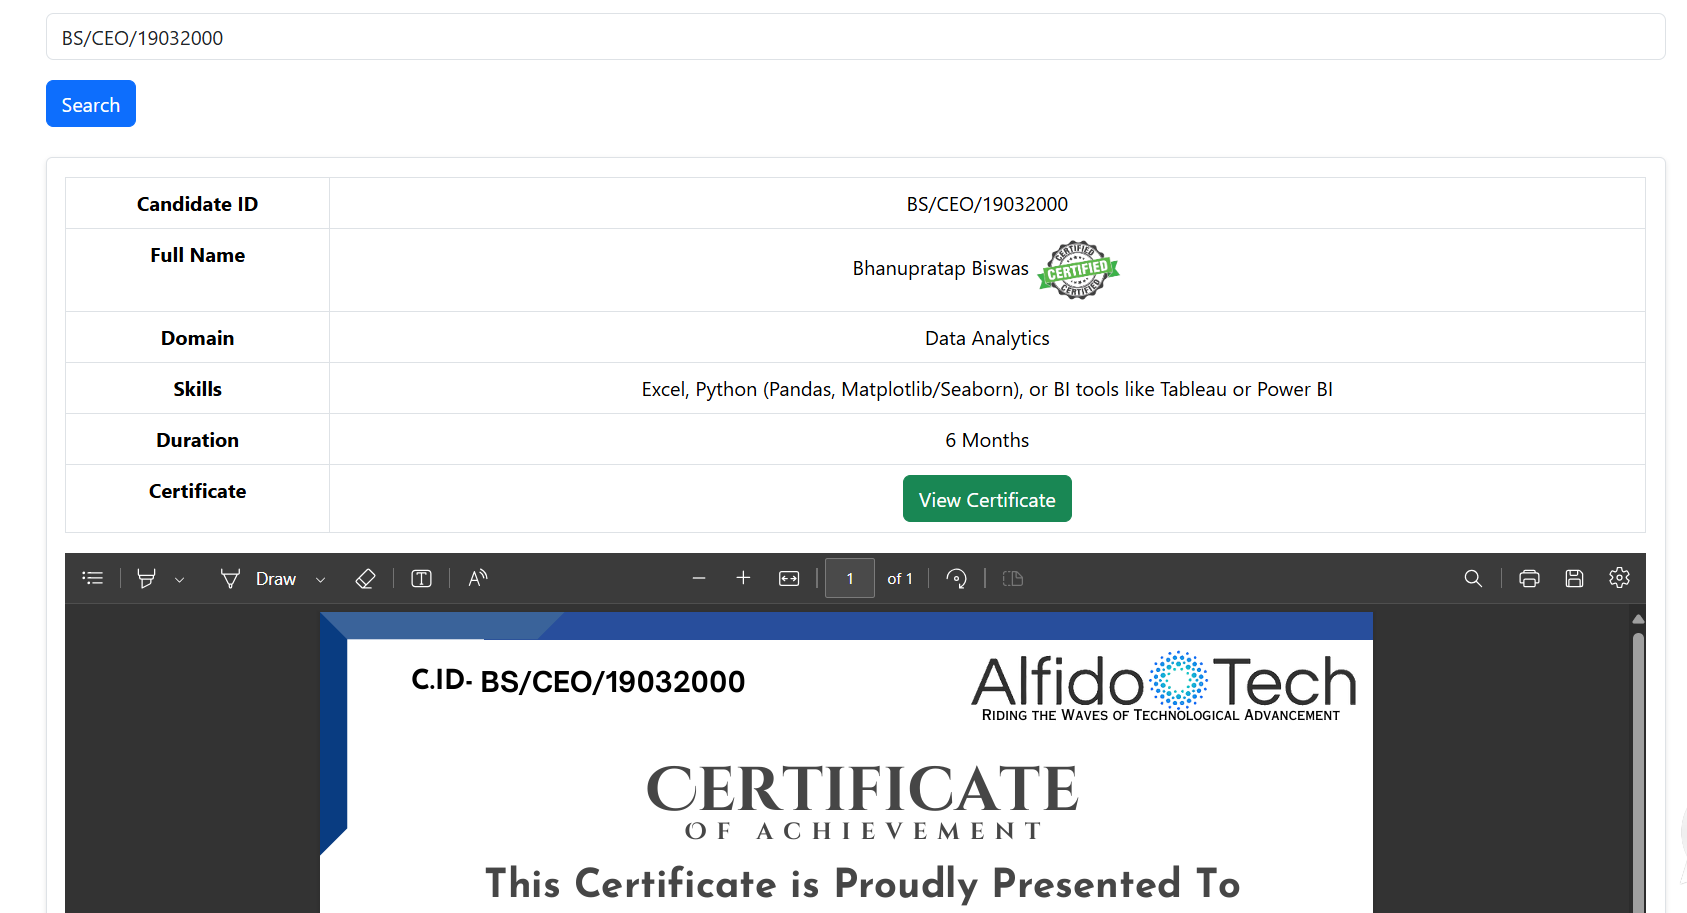 BS/CEO/19032000
Search
Candidate ID BS/CEO/19032000
Full Name Bhanupratap Biswas CERTIFIED CERTIFIED CERTIFIED
Domain Data Analytics
Skills Excel, Python (Pandas, Matplotlib/Seaborn), or BI tools like Tableau or Power BI
Duration 6 Months
Certificate View Certificate
Draw 1 of 1
C.ID- BS/CEO/19032000
Alfido Tech
RIDING THE WAVES OF TECHNOLOGICAL ADVANCEMENT
CERTIFICATE
OF ACHIEVEMENT
This Certificate is Proudly Presented To